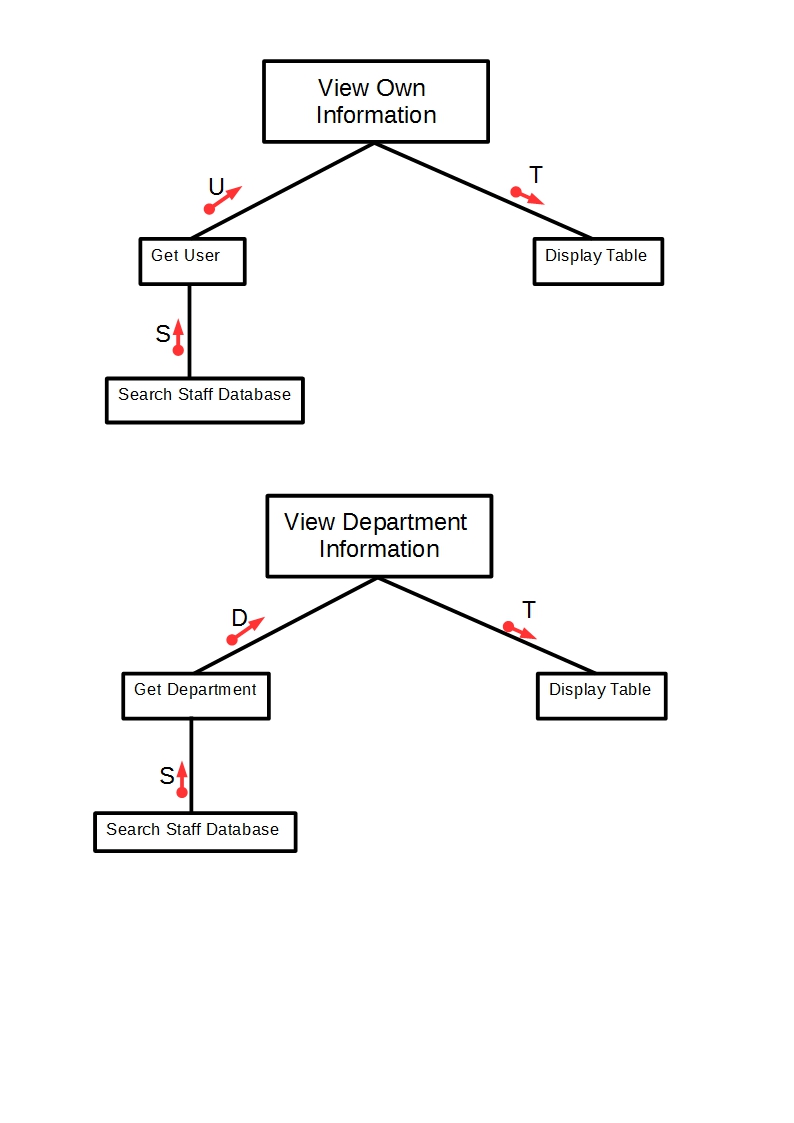 View Own
Information
U
T
Get User
Display Table
S
Search Staff Database
View Department
Information
D
T
Get Department
Display Table
S
Search Staff Database